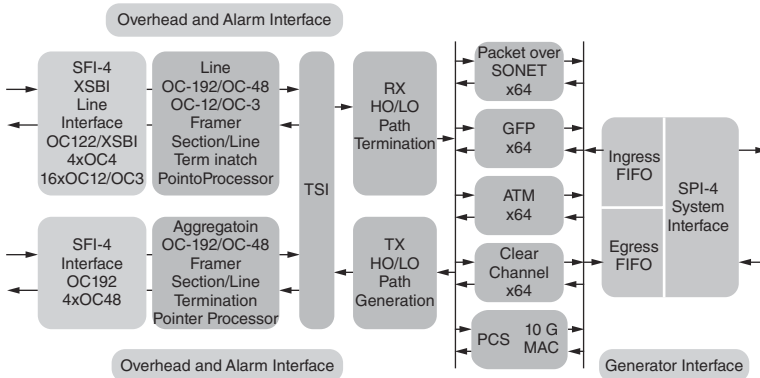 Overhead and Alarm Interface
SFI-4
XSBI
Line
Interface
OC122/XSBI
4xOC4
16xOC12/OC3
Line
OC-192/OC-48
OC-12/OC-3
Framer
Section/Line
Term inatch
PointoProcessor
TSI
RX
HO/LO
Path
Termination
Packet over
SONET
x64
GFP
x64
ATM
x64
Clear
Channel
x64
PCS
10 G
MAC
Ingress
FIFO
Egress
FIFO
SPI-4
System
Interface
SFI-4
Interface
OC192
4xOC48
Aggregatoin
OC-192/OC-48
Framer
Section/Line
Termination
Pointer Processor
TX
HO/LO
Path
Generation
Overhead and Alarm Interface
Generator Interface